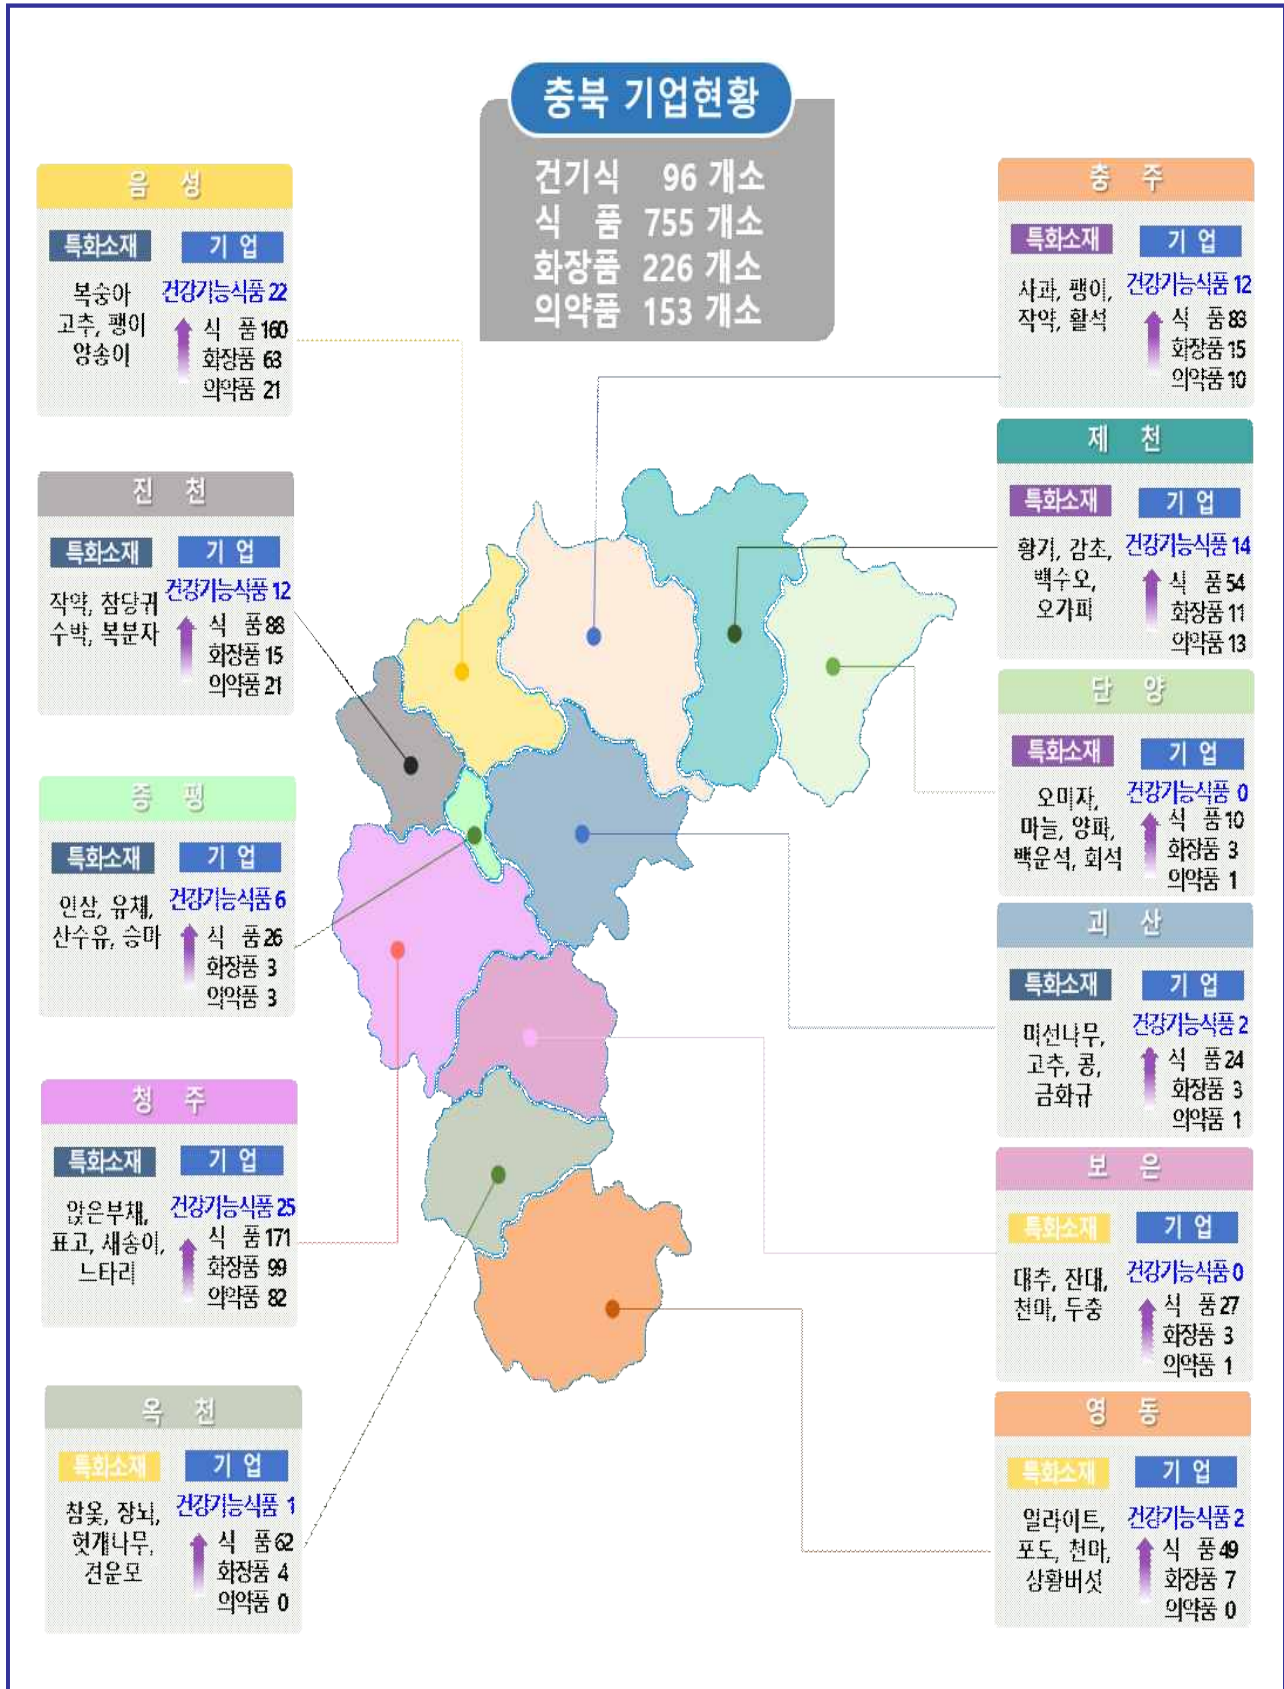 충북 기업현황
건기식 96 개소
식 품 755 개소
화장품 226 개소
의약품 153 개소
음 성
특화소재 기 업
복숭아
고추, 팽이
양송이
건강기능식품 22
식 품 160
화장품 63
의약품 21
진 천
특화소재 기 업
작약, 참당귀
수박, 복분자
건강기능식품 12
식 품 88
화장품 15
의약품 21
증 평
특화소재 기 업
인삼, 유채,
산수유, 승마
건강기능식품 6
식 품 26
화장품 3
의약품 3
청 주
특화소재 기 업
앉은부채,
표고, 새송이,
느타리
건강기능식품 25
식 품 171
화장품 99
의약품 82
옥 천
특화소재 기 업
참옻, 장뇌,
헛개나무,
견운모
건강기능식품 1
식 품 62
화장품 4
의약품 0
충 주
특화소재 기 업
사과, 팽이,
작약, 활석
건강기능식품 12
식 품 83
화장품 15
의약품 10
제 천
특화소재 기 업
황기, 감초,
백수오,
오가피
건강기능식품 14
식 품 54
화장품 11
의약품 13
단 양
특화소재 기 업
오미자,
마늘, 양파,
백운석, 회석
건강기능식품 0
식 품 10
화장품 3
의약품 1
괴 산
특화소재 기 업
미선나무,
고추, 콩,
금화규
건강기능식품 2
식 품 24
화장품 3
의약품 1
보 은
특화소재 기 업
대추, 잔대,
천마, 두충
건강기능식품 0
식 품 27
화장품 3
의약품 1
영 동
특화소재 기 업
일라이트,
포도, 천마,
상황버섯
건강기능식품 2
식 품 49
화장품 7
의약품 0